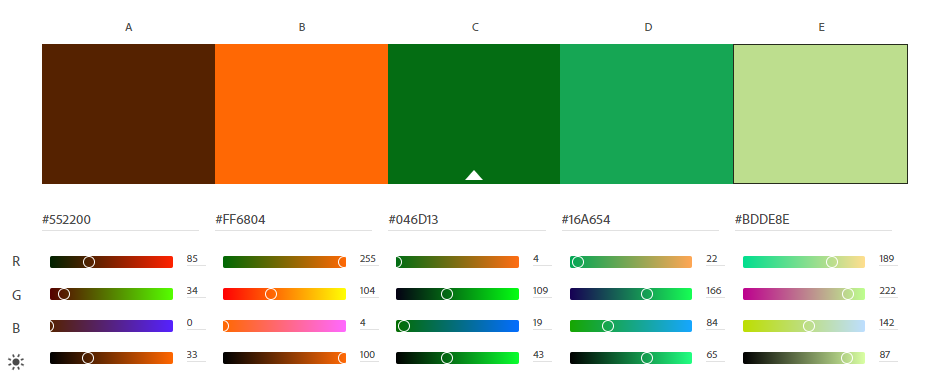 A B C D E
#552200 #FF6804 #046D13 #16A654 #BDDE8E
R 85 255 4 22 189
G 34 104 109 166 222
B 0 4 19 84 142
33 100 43 65 87